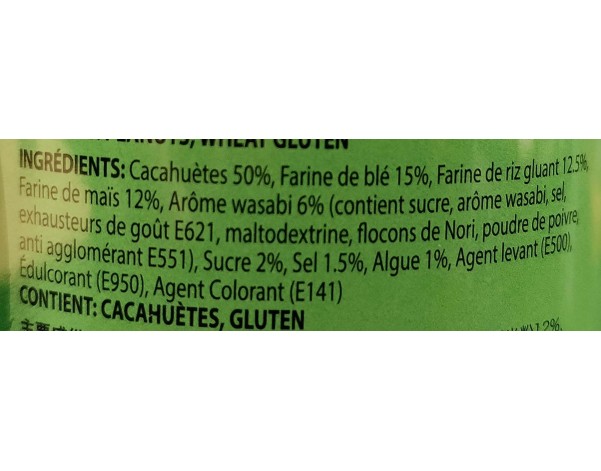 PEANUTS, WHEAT GLUTEN
INGRÉDIENTS: Cacahuètes 50%, Farine de blé 15%, Farine de riz gluant 12.5%,
Farine de maïs 12%, Arôme wasabi 6% (contient sucre, arôme wasabi, sel,
exhausteurs de goût E621, maltodextrine, flocons de Nori, poudre de poivre,
anti agglomérant E551), Sucre 2%, Sel 1.5%, Algue 1%, Agent levant (E500),
Édulcorant (E950), Agent Colorant (E141)
CONTIENT: CACAHUÈTES, GLUTEN
12%,